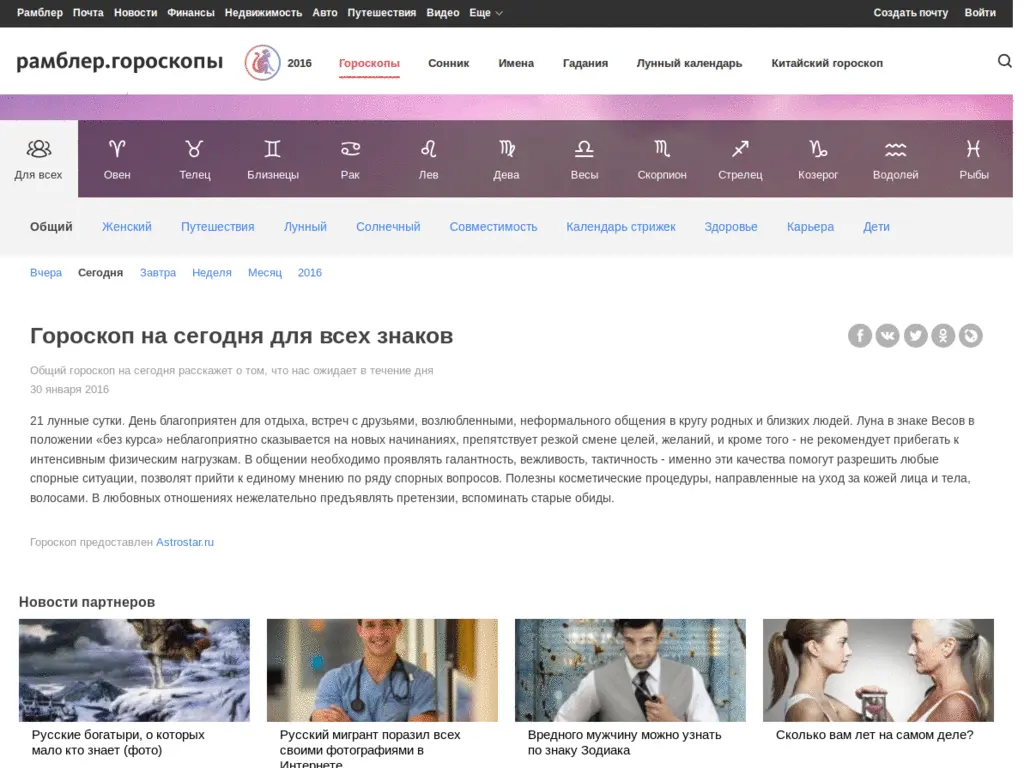 Рамблер Почта Новости Финансы Недвижимость Авто Путешествия Видео Еще Создать почту Войти
рамблер.гороскопы 2016 Гороскопы Сонник Имена Гадания Лунный календарь Китайский гороскоп
Для всех Овен Телец Близнецы Рак Лев Дева Весы Скорпион Стрелец Козерог Водолей Рыбы
Общий Женский Путешествия Лунный Солнечный Совместимость Календарь стрижек Здоровье Карьера Дети
Вчера Сегодня Завтра Неделя Месяц 2016
Гороскоп на сегодня для всех знаков
Общий гороскоп на сегодня расскажет о том, что нас ожидает в течение дня
30 января 2016
21 лунные сутки. День благоприятен для отдыха, встреч с друзьями, возлюбленными, неформального общения в кругу родных и близких людей. Луна в знаке Весов в
положении «без курса» неблагоприятно сказывается на новых начинаниях, препятствует резкой смене целей, желаний, и кроме того - не рекомендует прибегать к
интенсивным физическим нагрузкам. В общении необходимо проявлять галантность, вежливость, тактичность - именно эти качества помогут разрешить любые
спорные ситуации, позволят прийти к единому мнению по ряду спорных вопросов. Полезны косметические процедуры, направленные на уход за кожей лица и тела,
волосами. В любовных отношениях нежелательно предъявлять претензии, вспоминать старые обиды.
Гороскоп предоставлен Astrostar.ru
Новости партнеров
Русские богатыри, о которых
мало кто знает (фото)
Русский мигрант поразил всех
своими фотографиями в
Интернете
Вредного мужчину можно узнать
по знаку Зодиака
Сколько вам лет на самом деле?